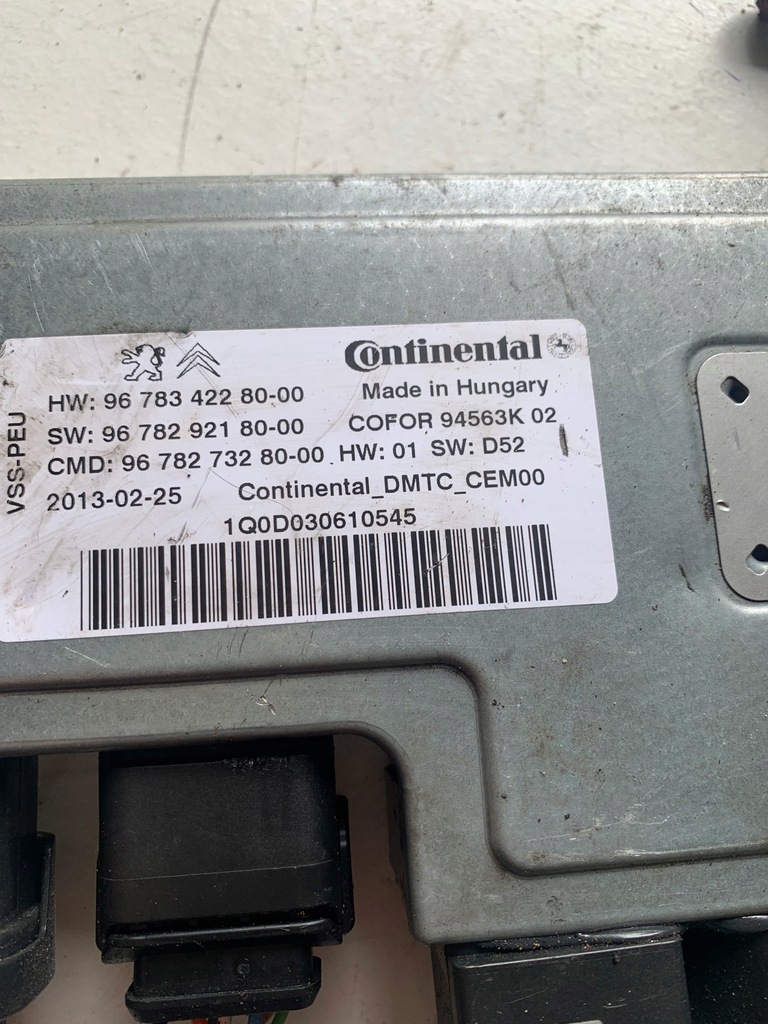 Continental
HW: 96 783 422 80-00
Made in Hungary
SW: 96 782 921 80-00
COFOR 94563K 02
CMD: 96 782 732 80-00
HW: 01 SW: D52
2013-02-25
Continental_DMTC_CEM00
1Q0D030610545
VSS-PEU